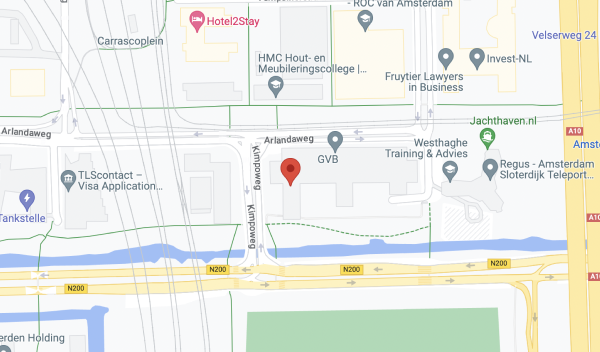 ROC van Amsterdam
Hotel2Stay
Velserweg 24
Carrascoplein
HMC Hout- en
Meubileringscollege |...
Invest-NL
Fruytier Lawyers
in Business
Jachthaven.nl
A10
Arlandaweg
Arlandaweg
Amste
Westhaghe
Training & Advies
GVB
Kimpoweg
TLScontact –
Visa Application...
Regus - Amsterdam
Sloterdijk Teleport...
Tankstelle
Kimpoweg
A10
N200
N200
N200
A10
N200
N200
erden Holding